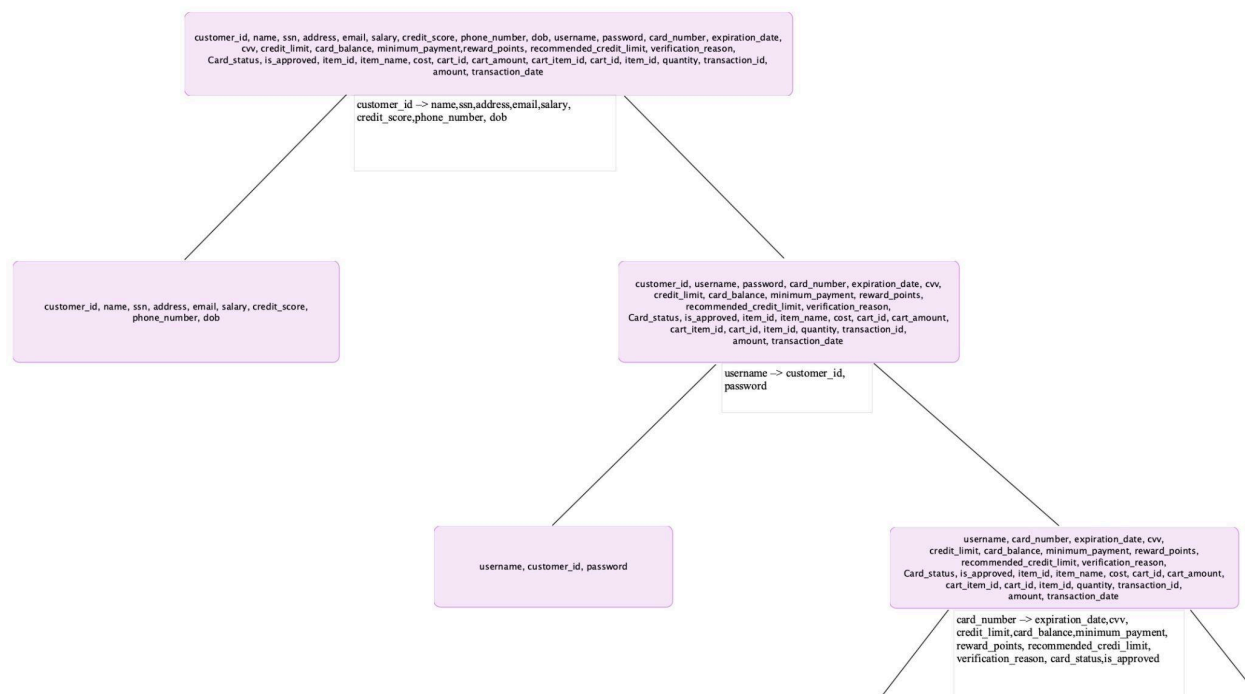 customer_id, name, ssn, address, email, salary, credit_score, phone_number, dob, username, password, card_number, expiration_date,
cvv, credit_limit, card_balance, minimum_payment,reward_points, recommended_credit_limit, verification_reason,
Card_status, is_approved, item_id, item_name, cost, cart_id, cart_amount, cart_item_id, cart_id, item_id, quantity, transaction_id,
amount, transaction_date
customer_id –> name,ssn,address,email,salary,
credit_score,phone_number, dob
customer_id, name, ssn, address, email, salary, credit_score,
phone_number, dob
customer_id, username, password, card_number, expiration_date, cvv,
credit_limit, card_balance, minimum_payment, reward_points,
recommended_credit_limit, verification_reason,
Card_status, is_approved, item_id, item_name, cost, cart_id, cart_amount,
cart_item_id, cart_id, item_id, quantity, transaction_id,
amount, transaction_date
username –> customer_id,
password
username, customer_id, password
username, card_number, expiration_date, cvv,
credit_limit, card_balance, minimum_payment, reward_points,
recommended_credit_limit, verification_reason,
Card_status, is_approved, item_id, item_name, cost, cart_id, cart_amount,
cart_item_id, cart_id, item_id, quantity, transaction_id,
amount, transaction_date
card_number –> expiration_date,cvv,
credit_limit,card_balance,minimum_payment,
reward_points, recommended_credi_limit,
verification_reason, card_status,is_approved